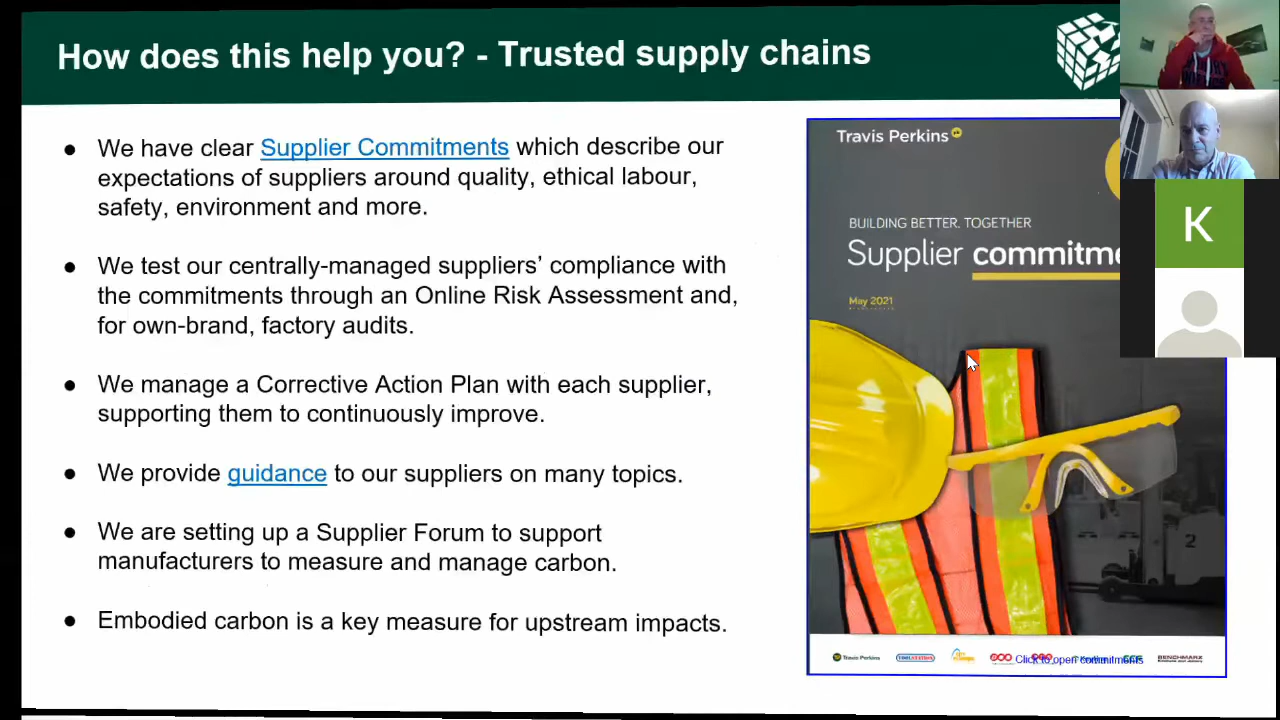 How does this help you? - Trusted supply chains
We have clear Supplier Commitments which describe our
expectations of suppliers around quality, ethical labour,
safety, environment and more.
We test our centrally-managed suppliers' compliance with
the commitments through an Online Risk Assessment and,
for own-brand, factory audits.
We manage a Corrective Action Plan with each supplier,
supporting them to continuously improve.
We provide guidance to our suppliers on many topics.
We are setting up a Supplier Forum to support
manufacturers to measure and manage carbon.
Embodied carbon is a key measure for upstream impacts.
Travis Perkins
BUILDING BETTER. TOGETHER
Supplier commitme
May 2021
2
Travis Perkins
TOOLSTATION
Click to open commitments
BENCHMARX
K